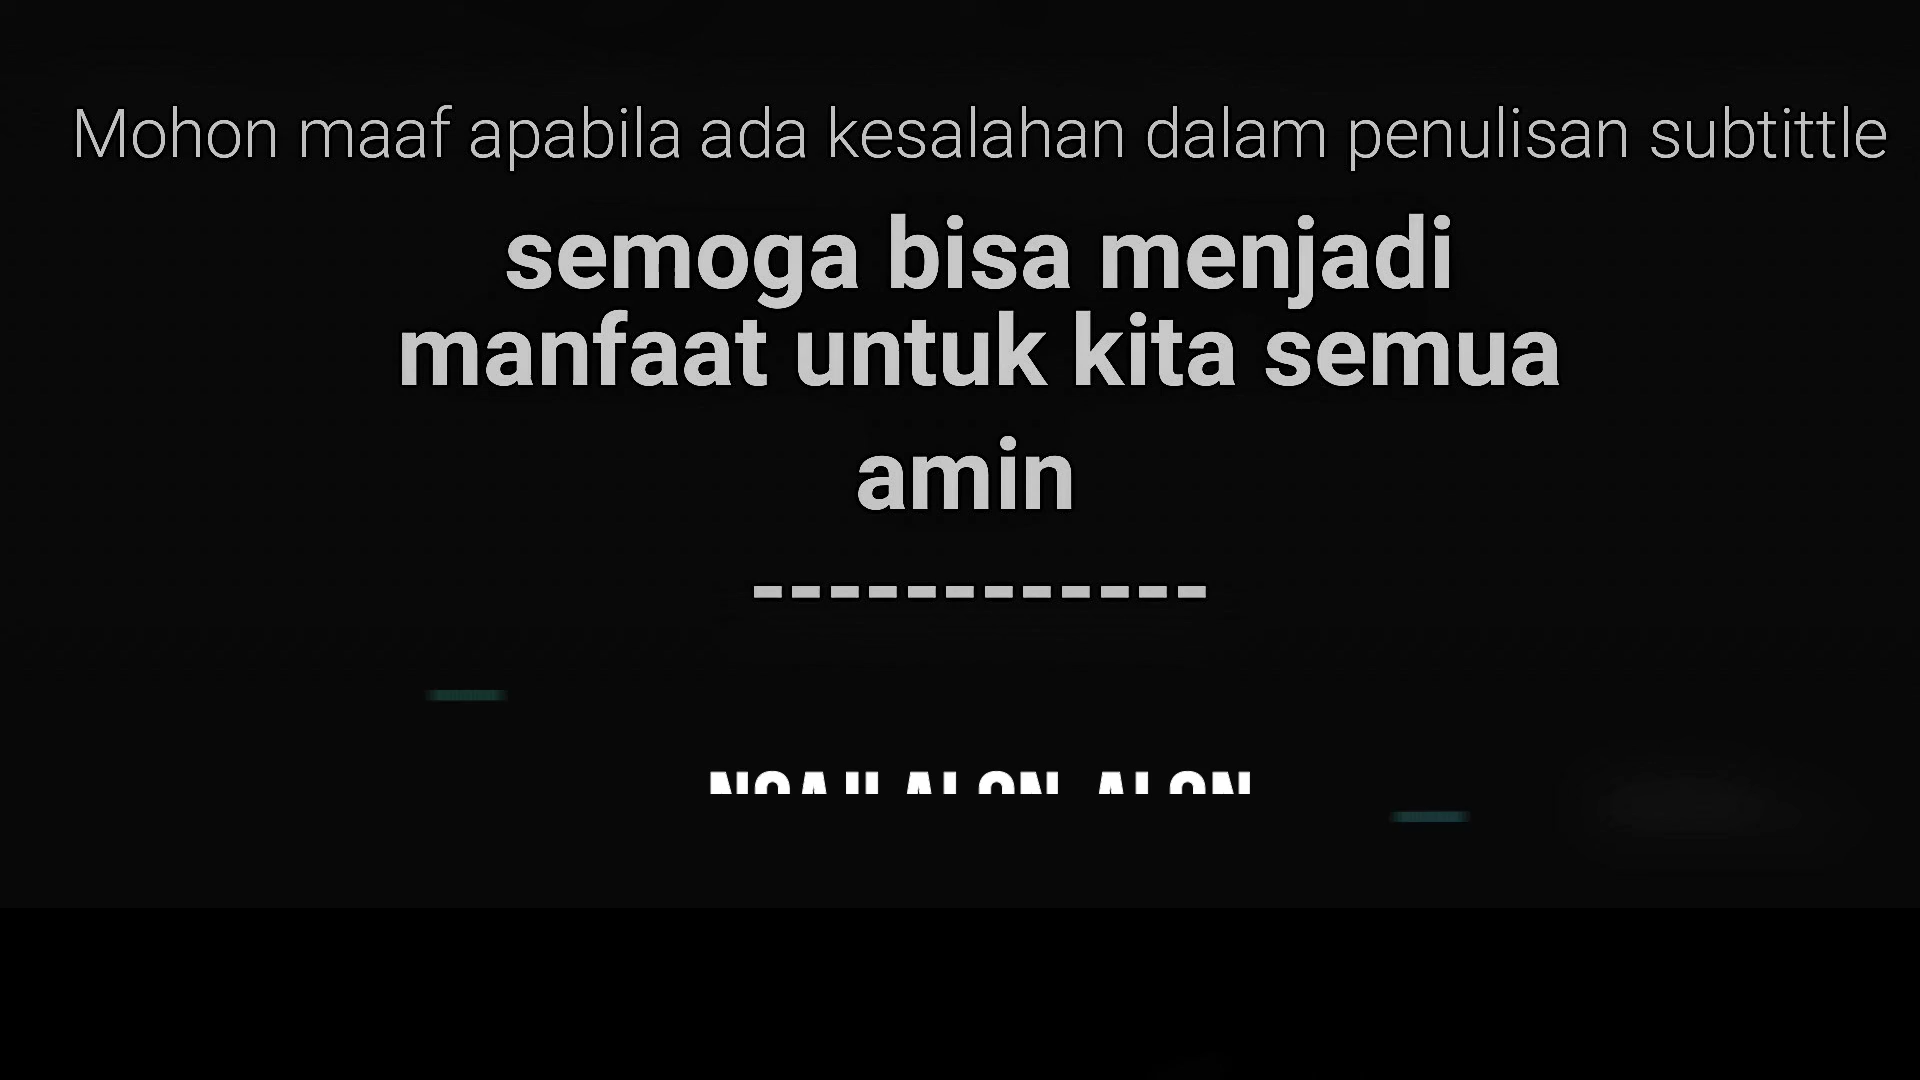 Mohon maaf apabila ada kesalahan dalam penulisan subtittle
semoga bisa menjadi
manfaat untuk kita semua
amin
------------